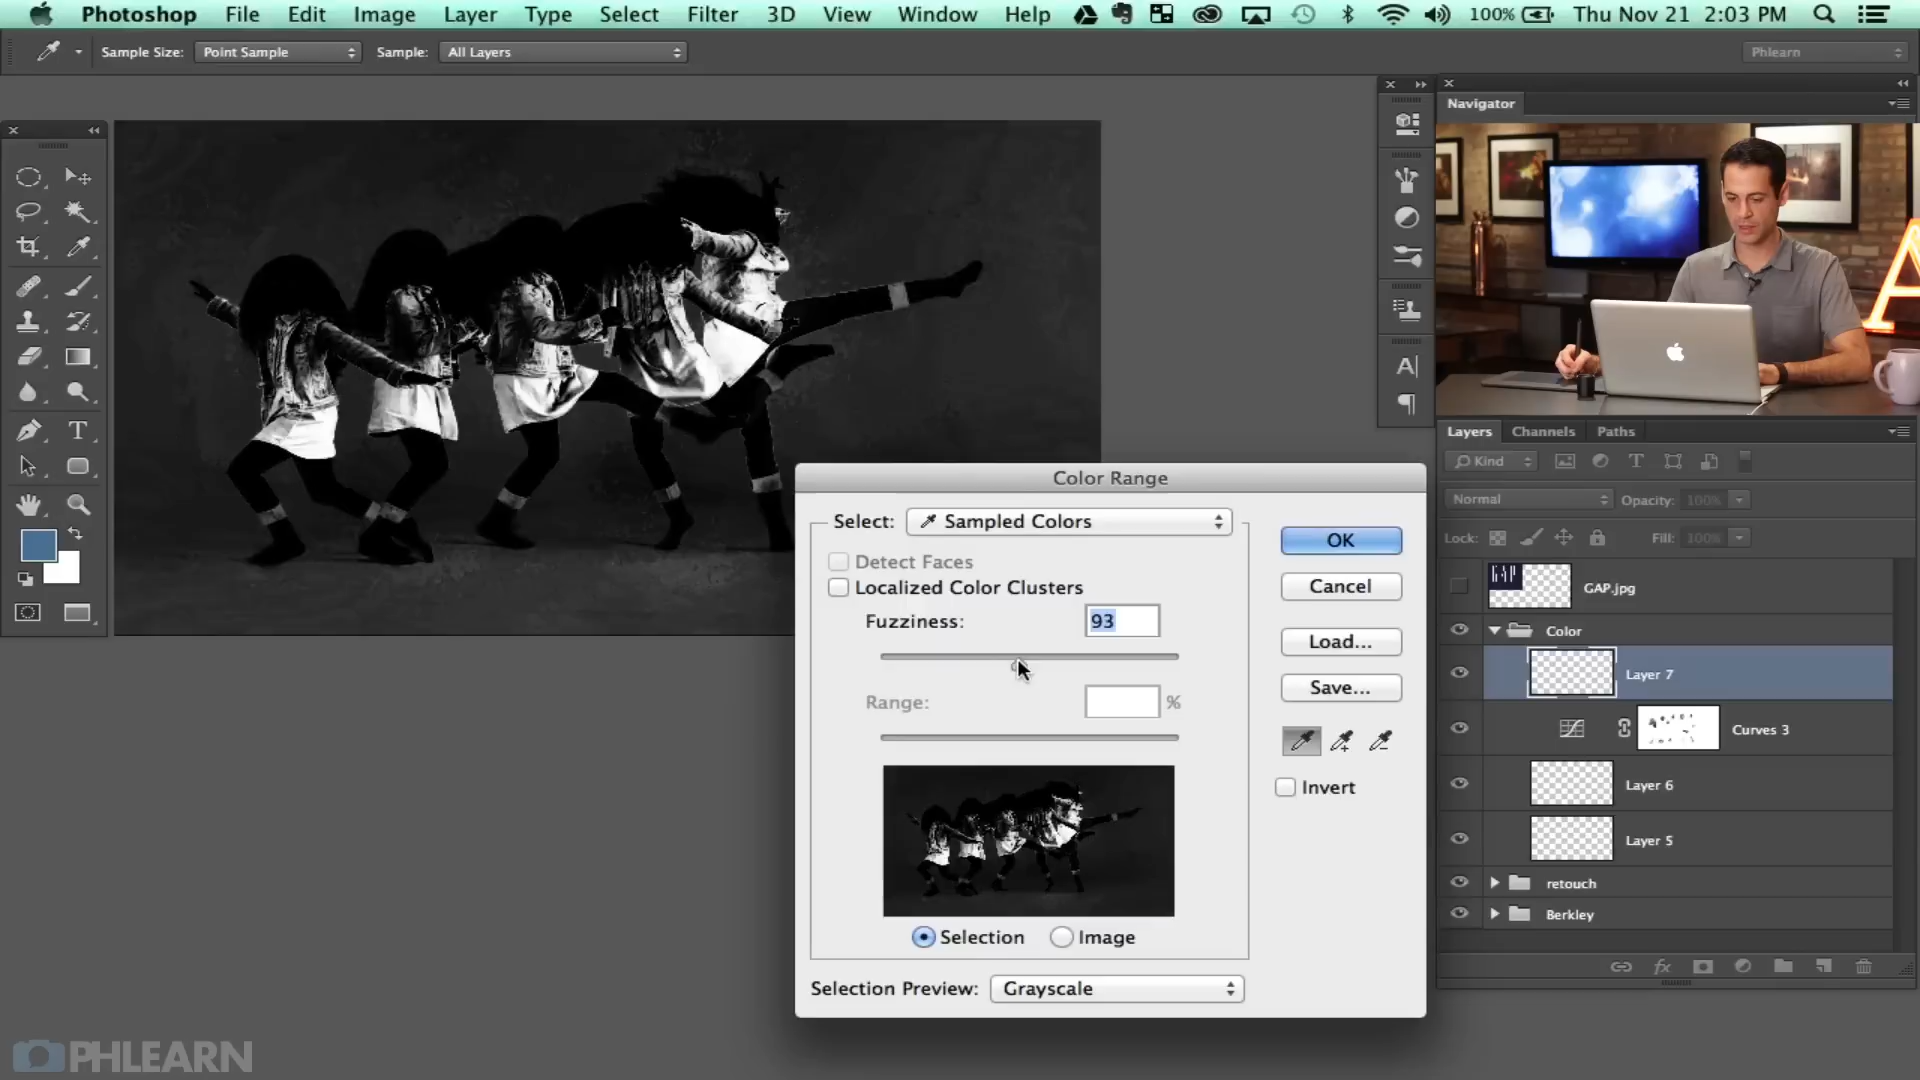 Photoshop File Edit Image Layer Type Select Filter 3D View Window Help 100% Thu Nov 21 2:03 PM
Sample Size: Point Sample Sample: All Layers Phlearn
Navigator
Color Range
Select: Sampled Colors
Detect Faces
Localized Color Clusters
Fuzziness: 93
Range: %
Selection Image
Selection Preview: Grayscale
OK
Cancel
Load...
Save...
Invert
Layers Channels Paths
Kind
Normal Opacity: 100%
Lock: Fill: 100%
GAP GAP.jpg
Color
Layer 7
Curves 3
Layer 6
Layer 5
retouch
Berkley
fx
A
T
A
PHLEARN